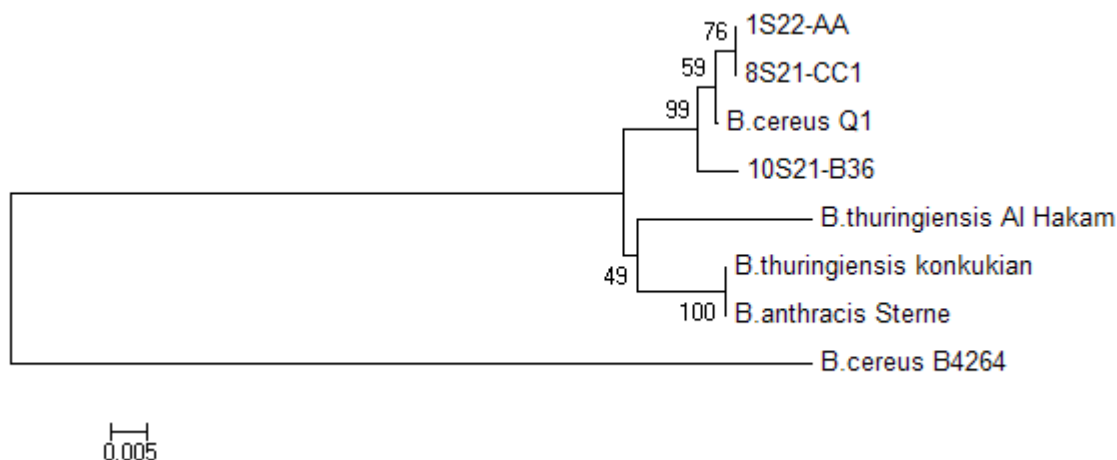 76
1S22-AA
59
8S21-CC1
99
B.cereus Q1
10S21-B36
B.thuringiensis Al Hakam
49
B.thuringiensis konkukian
100
B.anthracis Sterne
B.cereus B4264
0.005